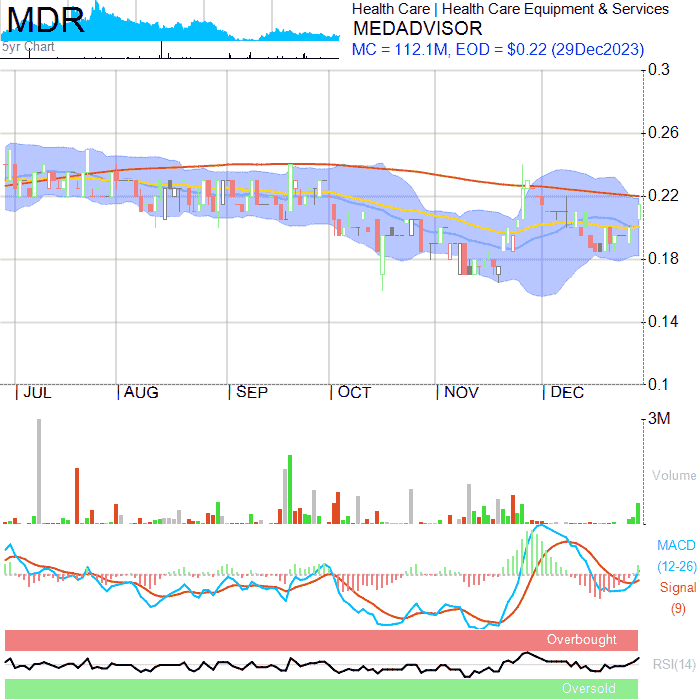 MDR
5yr Chart
Health Care | Health Care Equipment & Services
MEDADVISOR
MC = 112.1M, EOD = $0.22 (29Dec2023)
0.3
0.26
0.22
0.18
0.14
0.1
| JUL | AUG | SEP | OCT | NOV | DEC
3M
Volume
MACD
(12-26)
Signal
(9)
Overbought
RSI(14)
Oversold